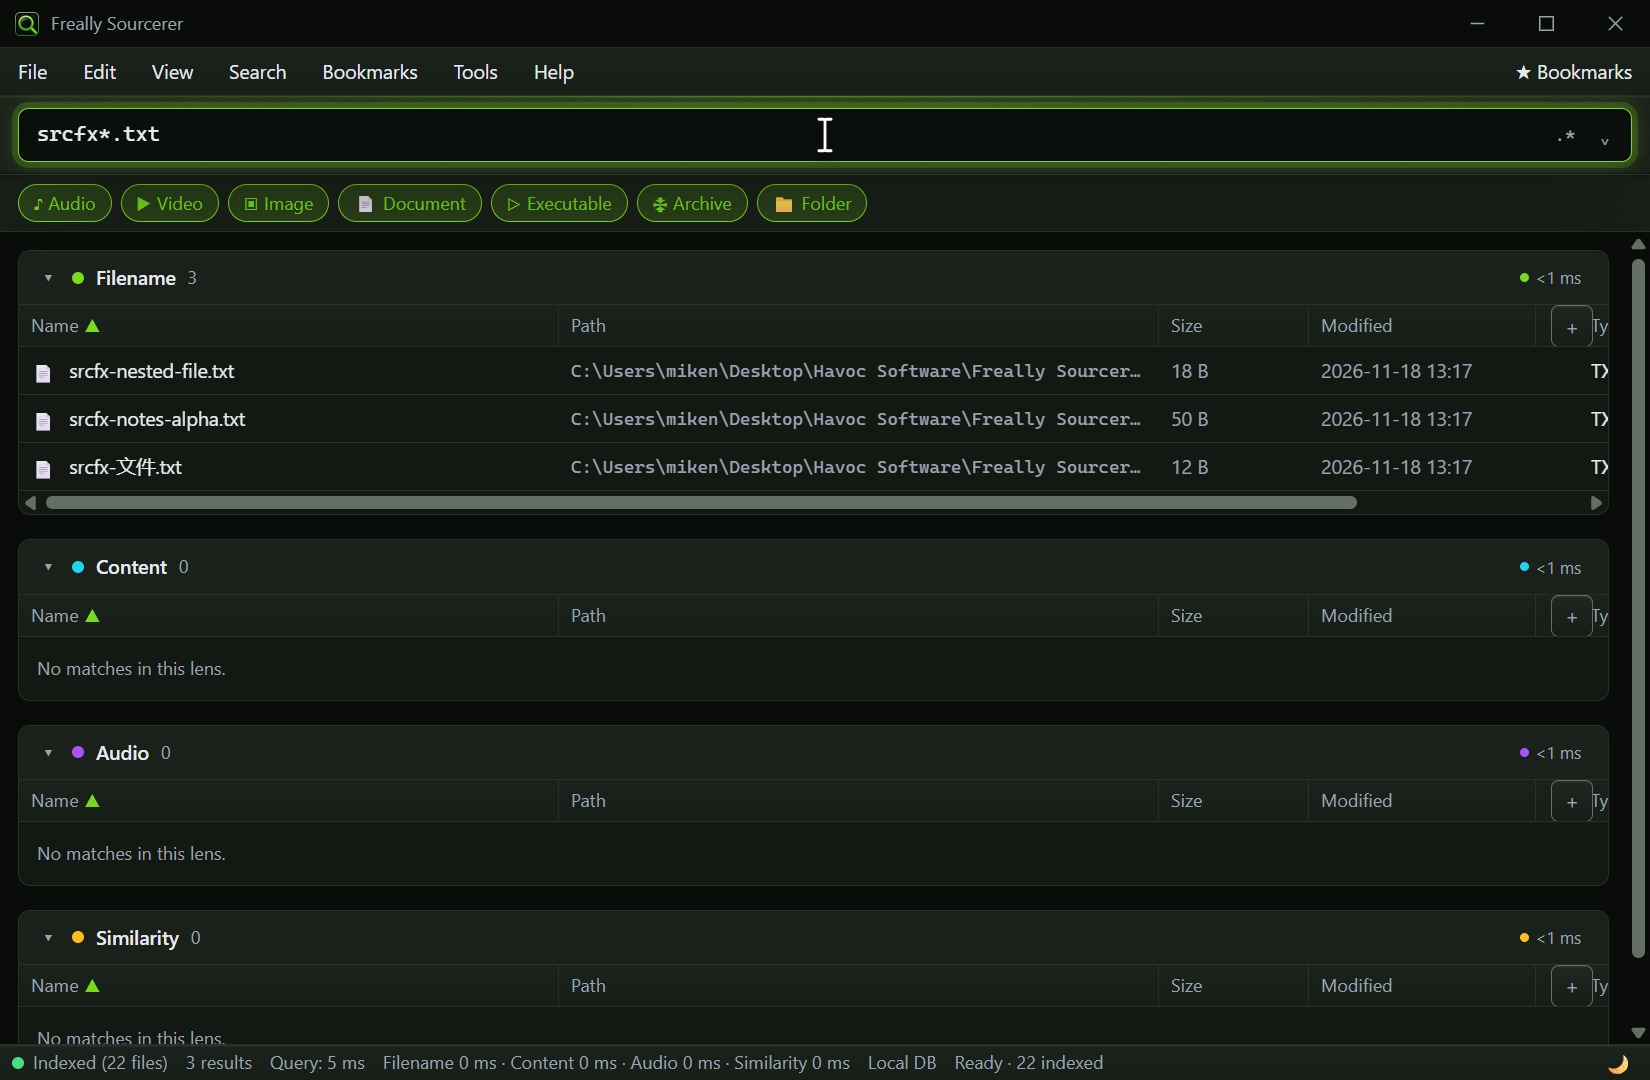 Freally Sourcerer
File Edit View Search Bookmarks Tools Help ★ Bookmarks
srcfx*.txt .*
Audio Video Image Document Executable Archive Folder
Filename 3 <1 ms
Name Path Size Modified + Ty
srcfx-nested-file.txt C:\Users\miken\Desktop\Havoc Software\Freally Sourcer… 18 B 2026-11-18 13:17 TX
srcfx-notes-alpha.txt C:\Users\miken\Desktop\Havoc Software\Freally Sourcer… 50 B 2026-11-18 13:17 TX
srcfx-文件.txt C:\Users\miken\Desktop\Havoc Software\Freally Sourcer… 12 B 2026-11-18 13:17 TX
Content 0 <1 ms
Name Path Size Modified + Ty
No matches in this lens.
Audio 0 <1 ms
Name Path Size Modified + Ty
No matches in this lens.
Similarity 0 <1 ms
Name Path Size Modified + Ty
No matches in this lens.
Indexed (22 files) 3 results Query: 5 ms Filename 0 ms · Content 0 ms · Audio 0 ms · Similarity 0 ms Local DB Ready · 22 indexed